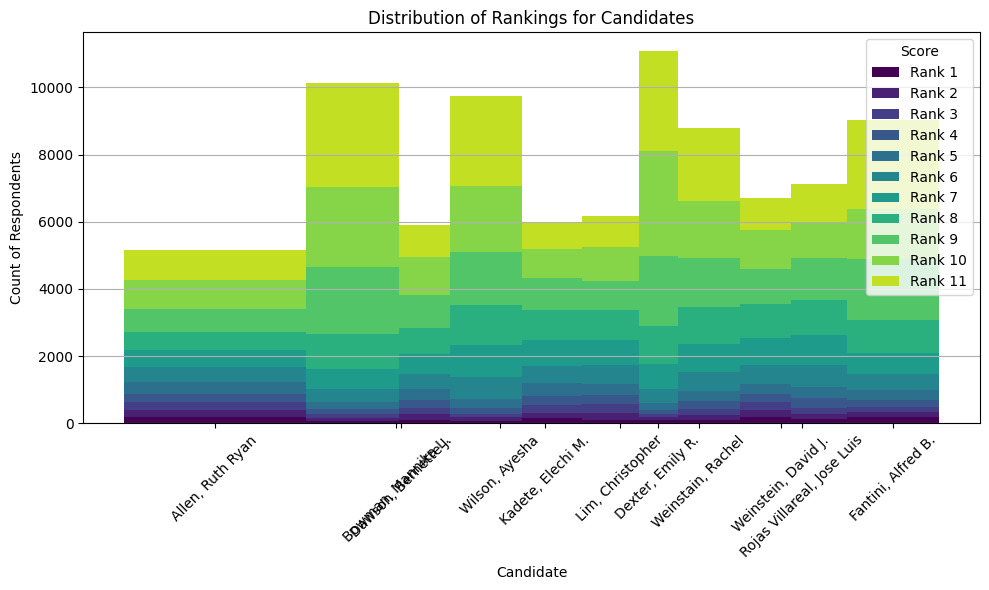 Distribution of Rankings for Candidates
Score
Rank 1
Rank 2
Rank 3
Rank 4
Rank 5
Rank 6
Rank 7
Rank 8
Rank 9
Rank 10
Rank 11
10000
8000
6000
4000
2000
0
Count of Respondents
Allen, Ruth Ryan
Bowman,
Dawson,
J.
Wilson, Ayesha
Kadete, Elechi M.
Lim, Christopher
Dexter, Emily R.
Weinstain, Rachel
Weinstein, David J.
Rojas Villareal, Jose Luis
Fantini, Alfred B.
Candidate